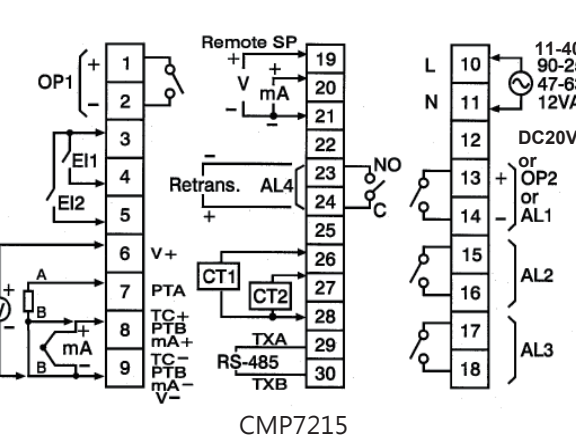 OP1
+
−
1
2
3
4
5
6
7
8
9
EI1
EI2
V+
PTA
TC+
PTB
mA+
TC−
PTB
mA−
V−
+
−
A
B
B
+
mA
−
Remote SP
+
V
−
+
mA
−
19
20
21
22
23
24
25
26
27
28
29
30
−
Retrans.
+
AL4
NO
C
CT1
CT2
TXA
RS-485
TXB
L
N
10
11
12
13
14
15
16
17
18
47-6
12VA
DC20V
or
+ OP2
or
− AL1
AL2
AL3
CMP7215